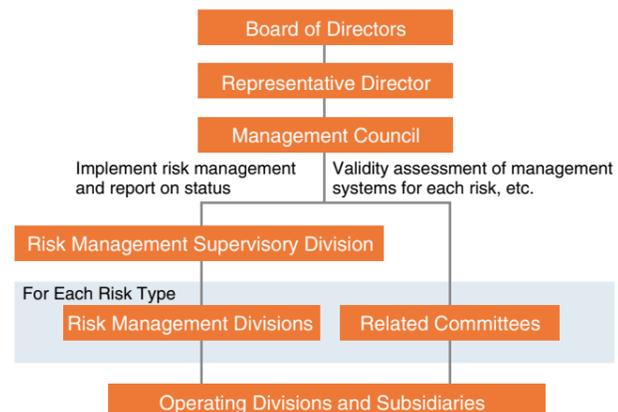 Board of Directors
Representative Director
Management Council
Implement risk management
and report on status
Validity assessment of management
systems for each risk, etc.
Risk Management Supervisory Division
For Each Risk Type
Risk Management Divisions
Related Committees
Operating Divisions and Subsidiaries